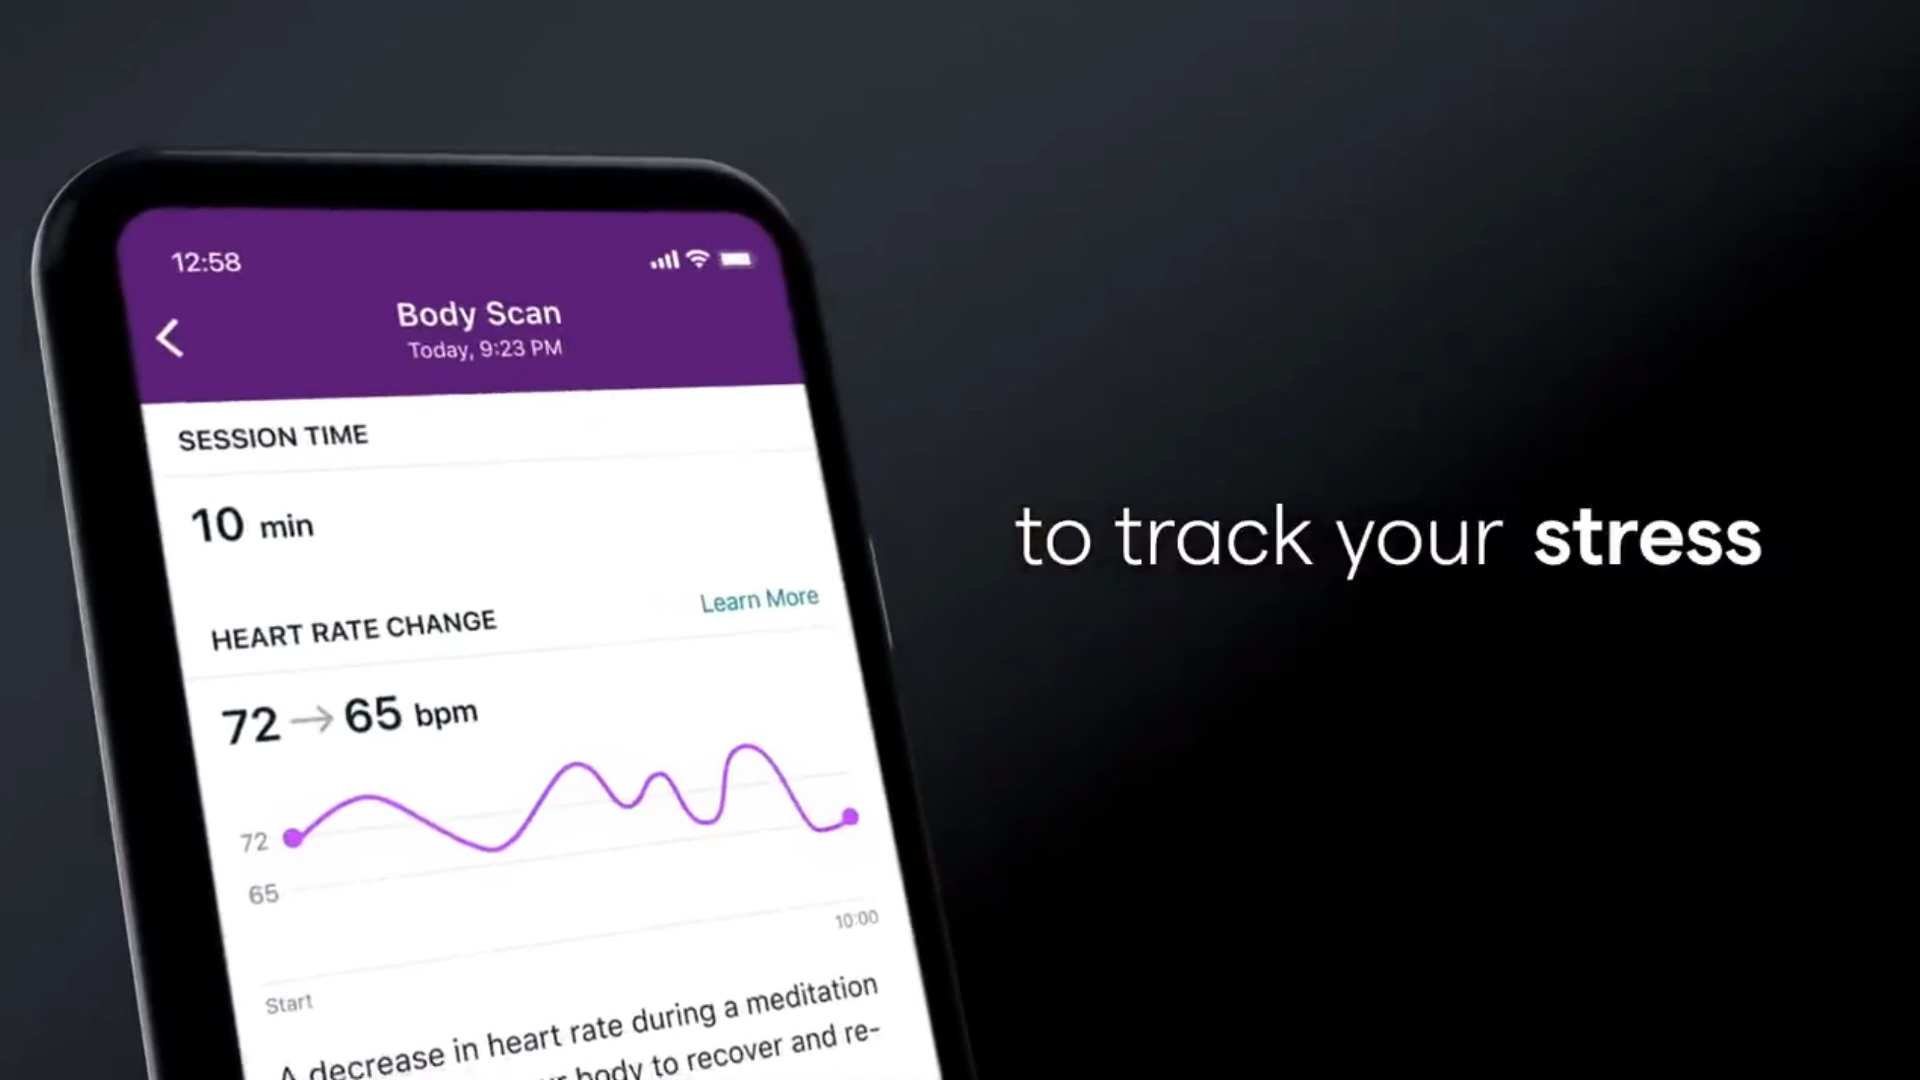 12:58
Body Scan
Today, 9:23 PM
SESSION TIME
10 min
HEART RATE CHANGE
Learn More
72 → 65 bpm
72
65
10:00
Start
A decrease in heart rate during a meditation
body to recover and re-
to track your stress